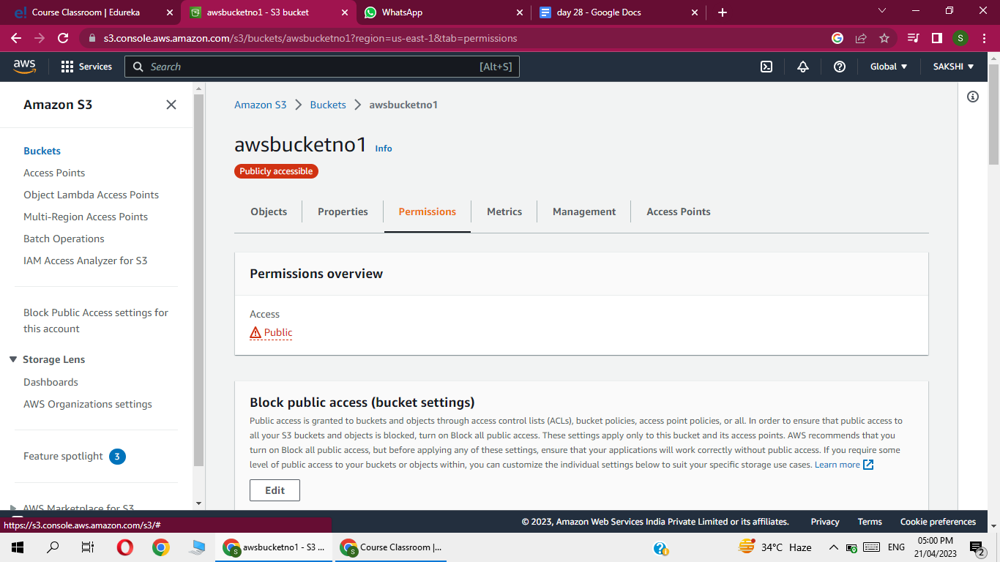 Course Classroom | Edureka
awsbucketno1 - S3 bucket
WhatsApp
day 28 - Google Docs
s3.console.aws.amazon.com/s3/buckets/awsbucketno1?region=us-east-1&tab=permissions
S
aws
Services
Search
[Alt+S]
Global
SAKSHI
Amazon S3
Buckets
Access Points
Object Lambda Access Points
Multi-Region Access Points
Batch Operations
IAM Access Analyzer for S3
Block Public Access settings for
this account
Storage Lens
Dashboards
AWS Organizations settings
Feature spotlight 3
AWS Marketplace for S3
Amazon S3 > Buckets > awsbucketno1
awsbucketno1 Info
Publicly accessible
Objects
Properties
Permissions
Metrics
Management
Access Points
Permissions overview
Access
Public
Block public access (bucket settings)
Public access is granted to buckets and objects through access control lists (ACLs), bucket policies, access point policies, or all. In order to ensure that public access to
all your S3 buckets and objects is blocked, turn on Block all public access. These settings apply only to this bucket and its access points. AWS recommends that you
turn on Block all public access, but before applying any of these settings, ensure that your applications will work correctly without public access. If you require some
level of public access to your buckets or objects within, you can customize the individual settings below to suit your specific storage use cases. Learn more
Edit
https://s3.console.aws.amazon.com/s3/#
© 2023, Amazon Web Services India Private Limited or its affiliates.
Privacy
Terms
Cookie preferences
awsbucketno1 - S3 ...
Course Classroom |...
34°C Haze
ENG
05:00 PM
21/04/2023
2